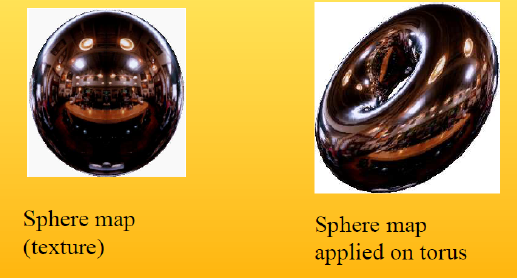 Sphere map
(texture)
Sphere map
applied on torus